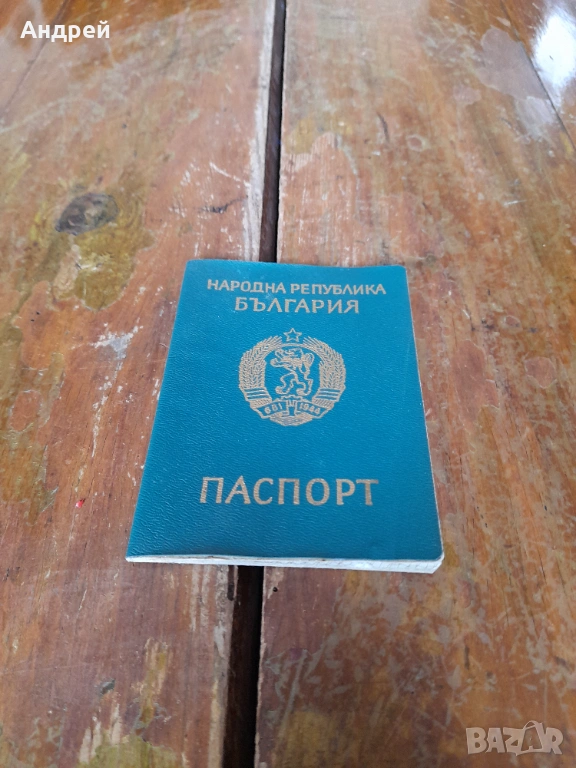 Андрей
НАРОДНА РЕПУБЛИКА
БЪЛГАРИЯ
681 1944
ПАСПОРТ
BAZAR